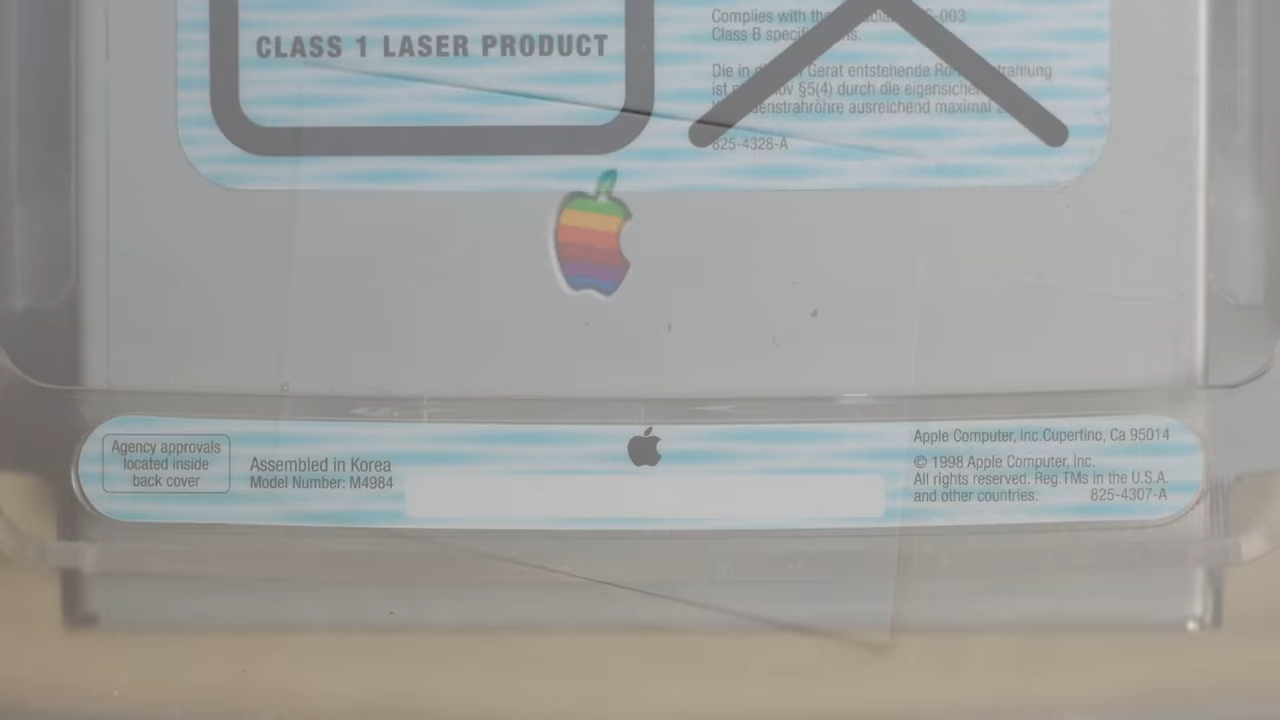 CLASS 1 LASER PRODUCT
Complies with the -003
Class B
Die in Gerat entstehende
ist §5(4) durch die
ausreichend maximal
825-4328-A
Agency approvals
located inside
back cover
Assembled in Korea
Model Number: M4984
Apple Computer, Inc.Cupertino, Ca 95014
© 1998 Apple Computer, Inc.
All rights reserved. Reg.TMs in the U.S.A.
and other countries. 825-4307-A